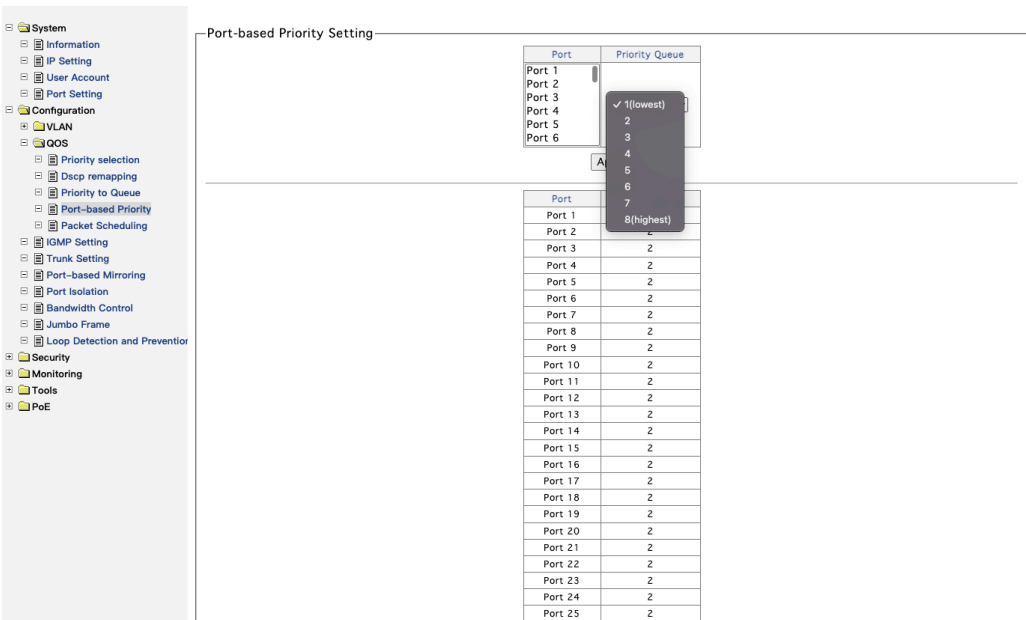 System
Information
IP Setting
User Account
Port Setting
Configuration
VLAN
QOS
Priority selection
Dscp remapping
Priority to Queue
Port-based Priority
Packet Scheduling
IGMP Setting
Trunk Setting
Port-based Mirroring
Port Isolation
Bandwidth Control
Jumbo Frame
Loop Detection and Prevention
Security
Monitoring
Tools
PoE
Port-based Priority Setting
Port Priority Queue
Port 1
Port 2
Port 3
Port 4
Port 5
Port 6
✓ 1(lowest)
2
3
4
5
6
7
8(highest)
Port
Port 1
Port 2 2
Port 3 2
Port 4 2
Port 5 2
Port 6 2
Port 7 2
Port 8 2
Port 9 2
Port 10 2
Port 11 2
Port 12 2
Port 13 2
Port 14 2
Port 15 2
Port 16 2
Port 17 2
Port 18 2
Port 19 2
Port 20 2
Port 21 2
Port 22 2
Port 23 2
Port 24 2
Port 25 2